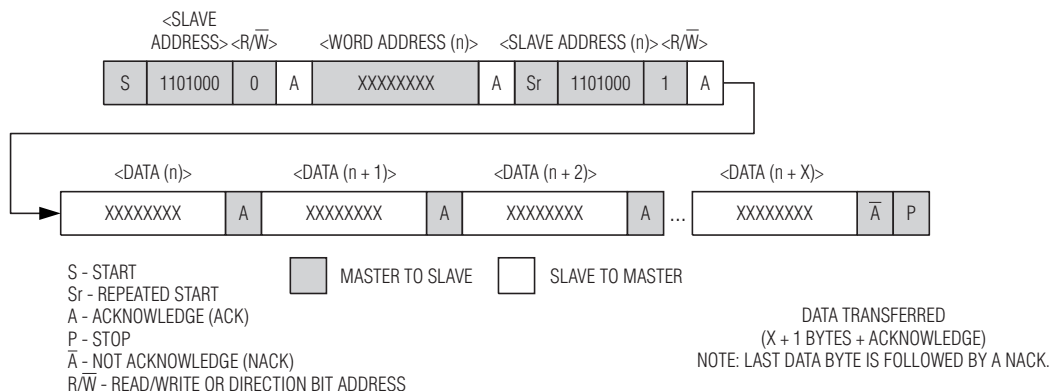 <SLAVE
ADDRESS> <R/W̅> <WORD ADDRESS (n)> <SLAVE ADDRESS (n)> <R/W̅>
S 1101000 0 A XXXXXXXX A Sr 1101000 1 A
<DATA (n)> <DATA (n + 1)> <DATA (n + 2)> <DATA (n + X)>
XXXXXXXX A XXXXXXXX A XXXXXXXX A ... XXXXXXXX A̅ P
S - START
Sr - REPEATED START
A - ACKNOWLEDGE (ACK)
P - STOP
A̅ - NOT ACKNOWLEDGE (NACK)
R/W̅ - READ/WRITE OR DIRECTION BIT ADDRESS
MASTER TO SLAVE SLAVE TO MASTER
DATA TRANSFERRED
(X + 1 BYTES + ACKNOWLEDGE)
NOTE: LAST DATA BYTE IS FOLLOWED BY A NACK.